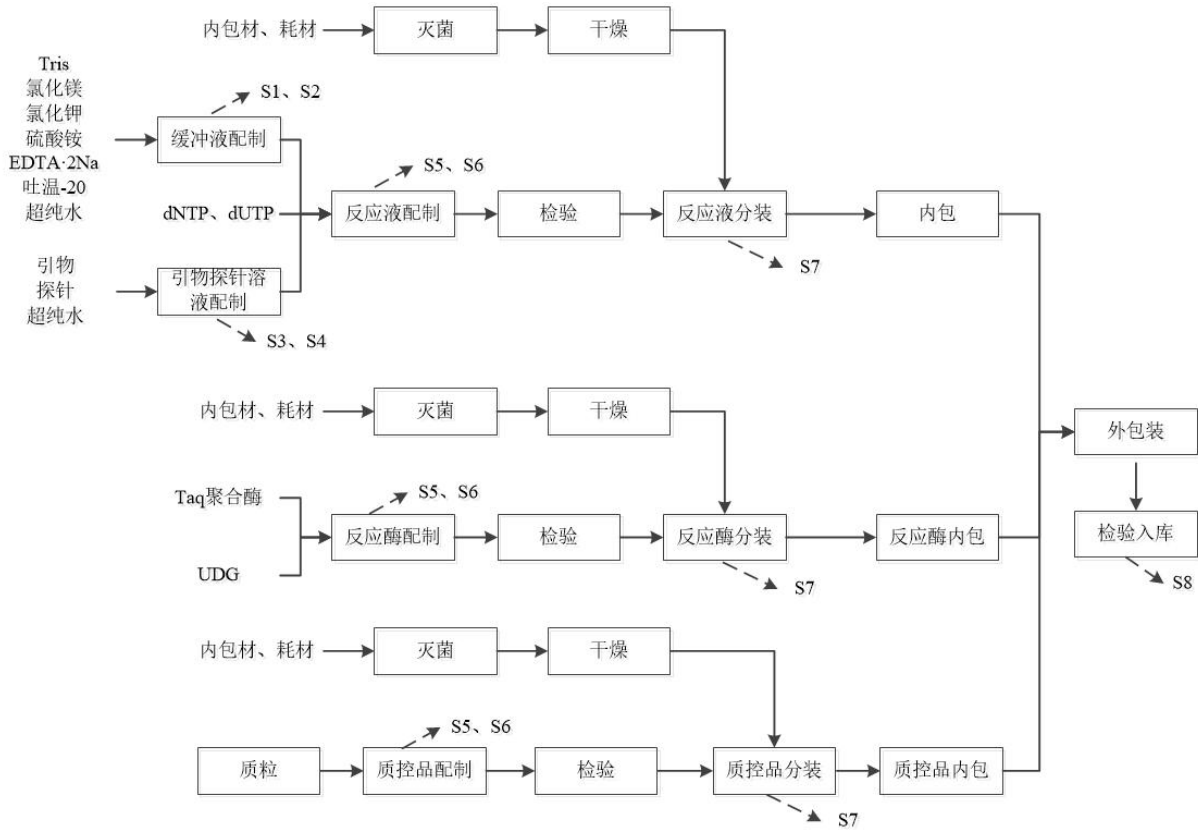 内包材、耗材
灭菌
干燥
Tris
氯化镁
氯化钾
硫酸铵
EDTA·2Na
吐温-20
超纯水
S1、S2
缓冲液配制
dNTP、dUTP
S5、S6
反应液配制
检验
反应液分装
内包
S7
引物
探针
超纯水
引物探针溶
液配制
S3、S4
内包材、耗材
灭菌
干燥
Taq聚合酶
UDG
S5、S6
反应酶配制
检验
反应酶分装
反应酶内包
S7
外包装
检验入库
S8
内包材、耗材
灭菌
干燥
质粒
S5、S6
质控品配制
检验
质控品分装
质控品内包
S7